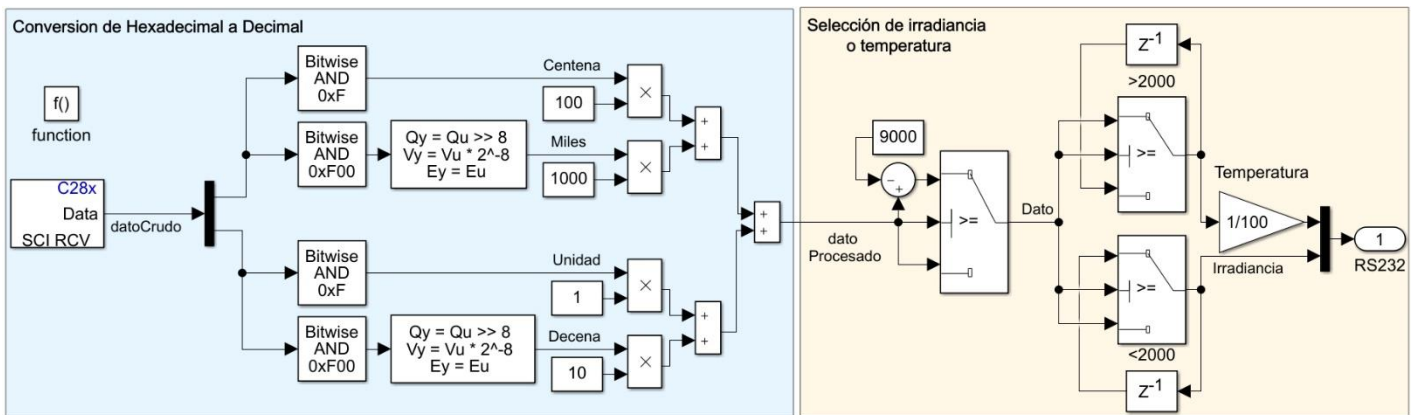 Conversion de Hexadecimal a Decimal
f()
function
C28x
Data
SCI RCV
datoCrudo
Bitwise
AND
0xF
Bitwise
AND
0xF00
Qy = Qu >> 8
Vy = Vu * 2^-8
Ey = Eu
Centena
100
×
Miles
1000
×
+
+
Bitwise
AND
0xF
Bitwise
AND
0xF00
Qy = Qu >> 8
Vy = Vu * 2^-8
Ey = Eu
Unidad
1
×
Decena
10
×
+
+
+
+
Selección de irradiancia
o temperatura
dato
Procesado
9000
-
+
>=
Dato
Z-1
>2000
>=
>=
<2000
Z-1
Temperatura
1/100
Irradiancia
1
RS232